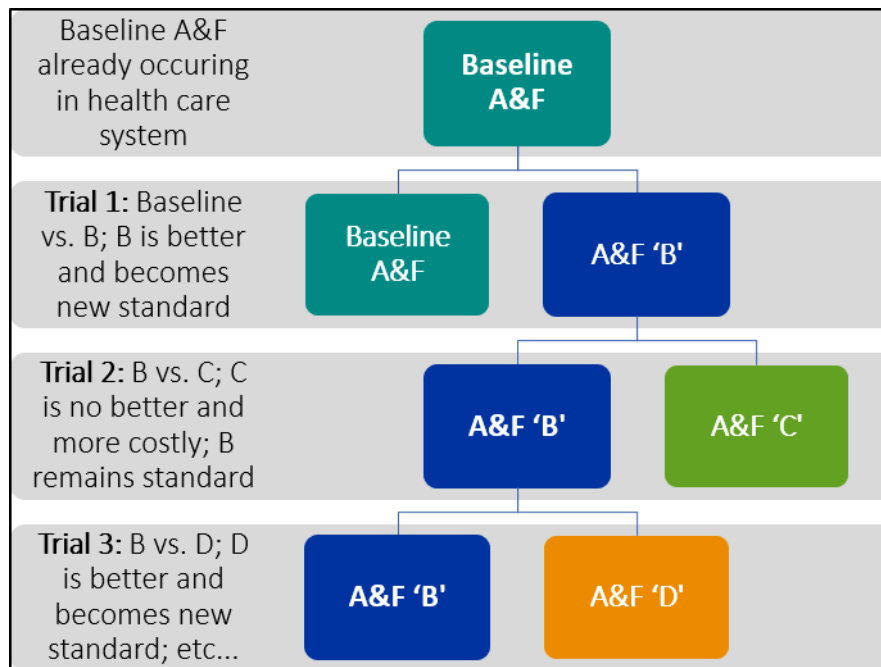 Baseline A&F
already occuring
in health care
system
Baseline
A&F
Trial 1: Baseline
vs. B; B is better
and becomes
new standard
Baseline
A&F
A&F ‘B'
Trial 2: B vs. C; C
is no better and
more costly; B
remains standard
A&F ‘B'
A&F ‘C'
Trial 3: B vs. D; D
is better and
becomes new
standard; etc...
A&F ‘B'
A&F ‘D'